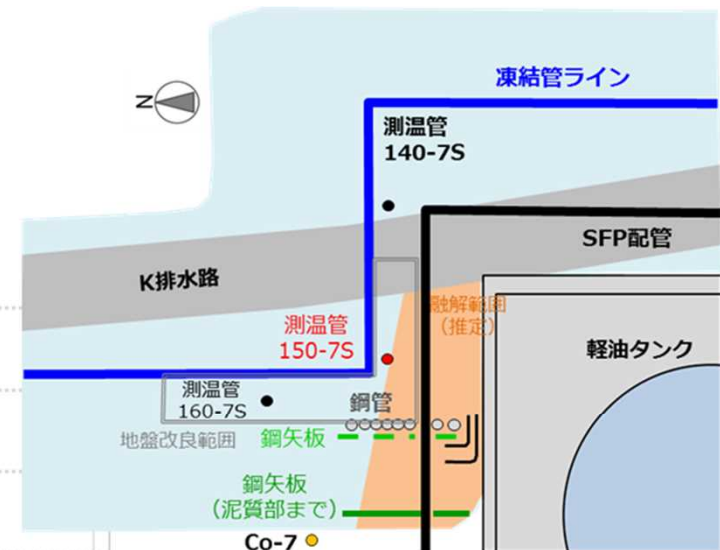 凍結管ライン
N
測温管
140-7S
SFP配管
K排水路
融解範囲
（推定）
測温管
150-7S
軽油タンク
測温管
160-7S
鋼管
地盤改良範囲
鋼矢板
鋼矢板
（泥質部まで）
Co-7